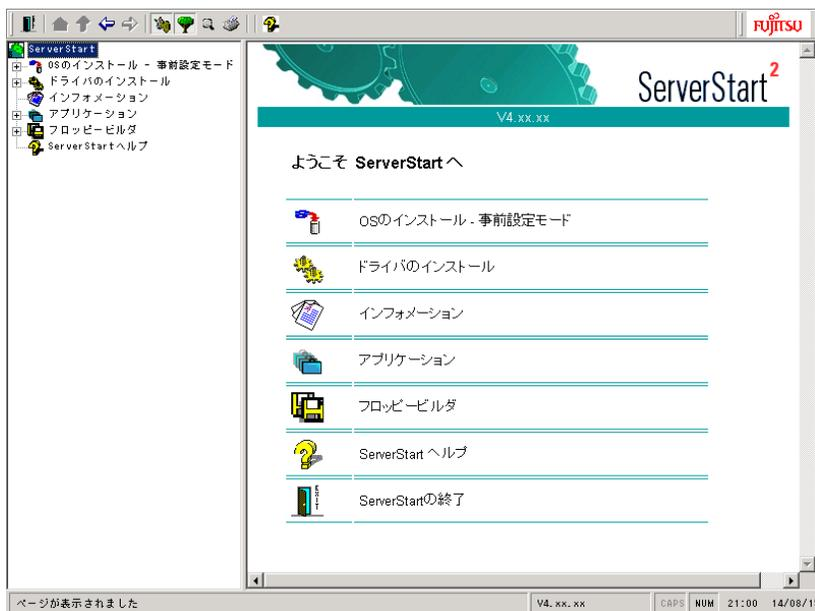 FUJITSU
ServerStart
OSのインストール - 事前設定モード
ドライバのインストール
インフォメーション
アプリケーション
フロッピービルダ
ServerStartヘルプ
ServerStart2
V4.xx.xx
ようこそ ServerStart へ
OSのインストール - 事前設定モード
ドライバのインストール
インフォメーション
アプリケーション
フロッピービルダ
ServerStart ヘルプ
EXIT
ServerStartの終了
ページが表示されました
V4.xx.xx
CAPS
NUM
21:00